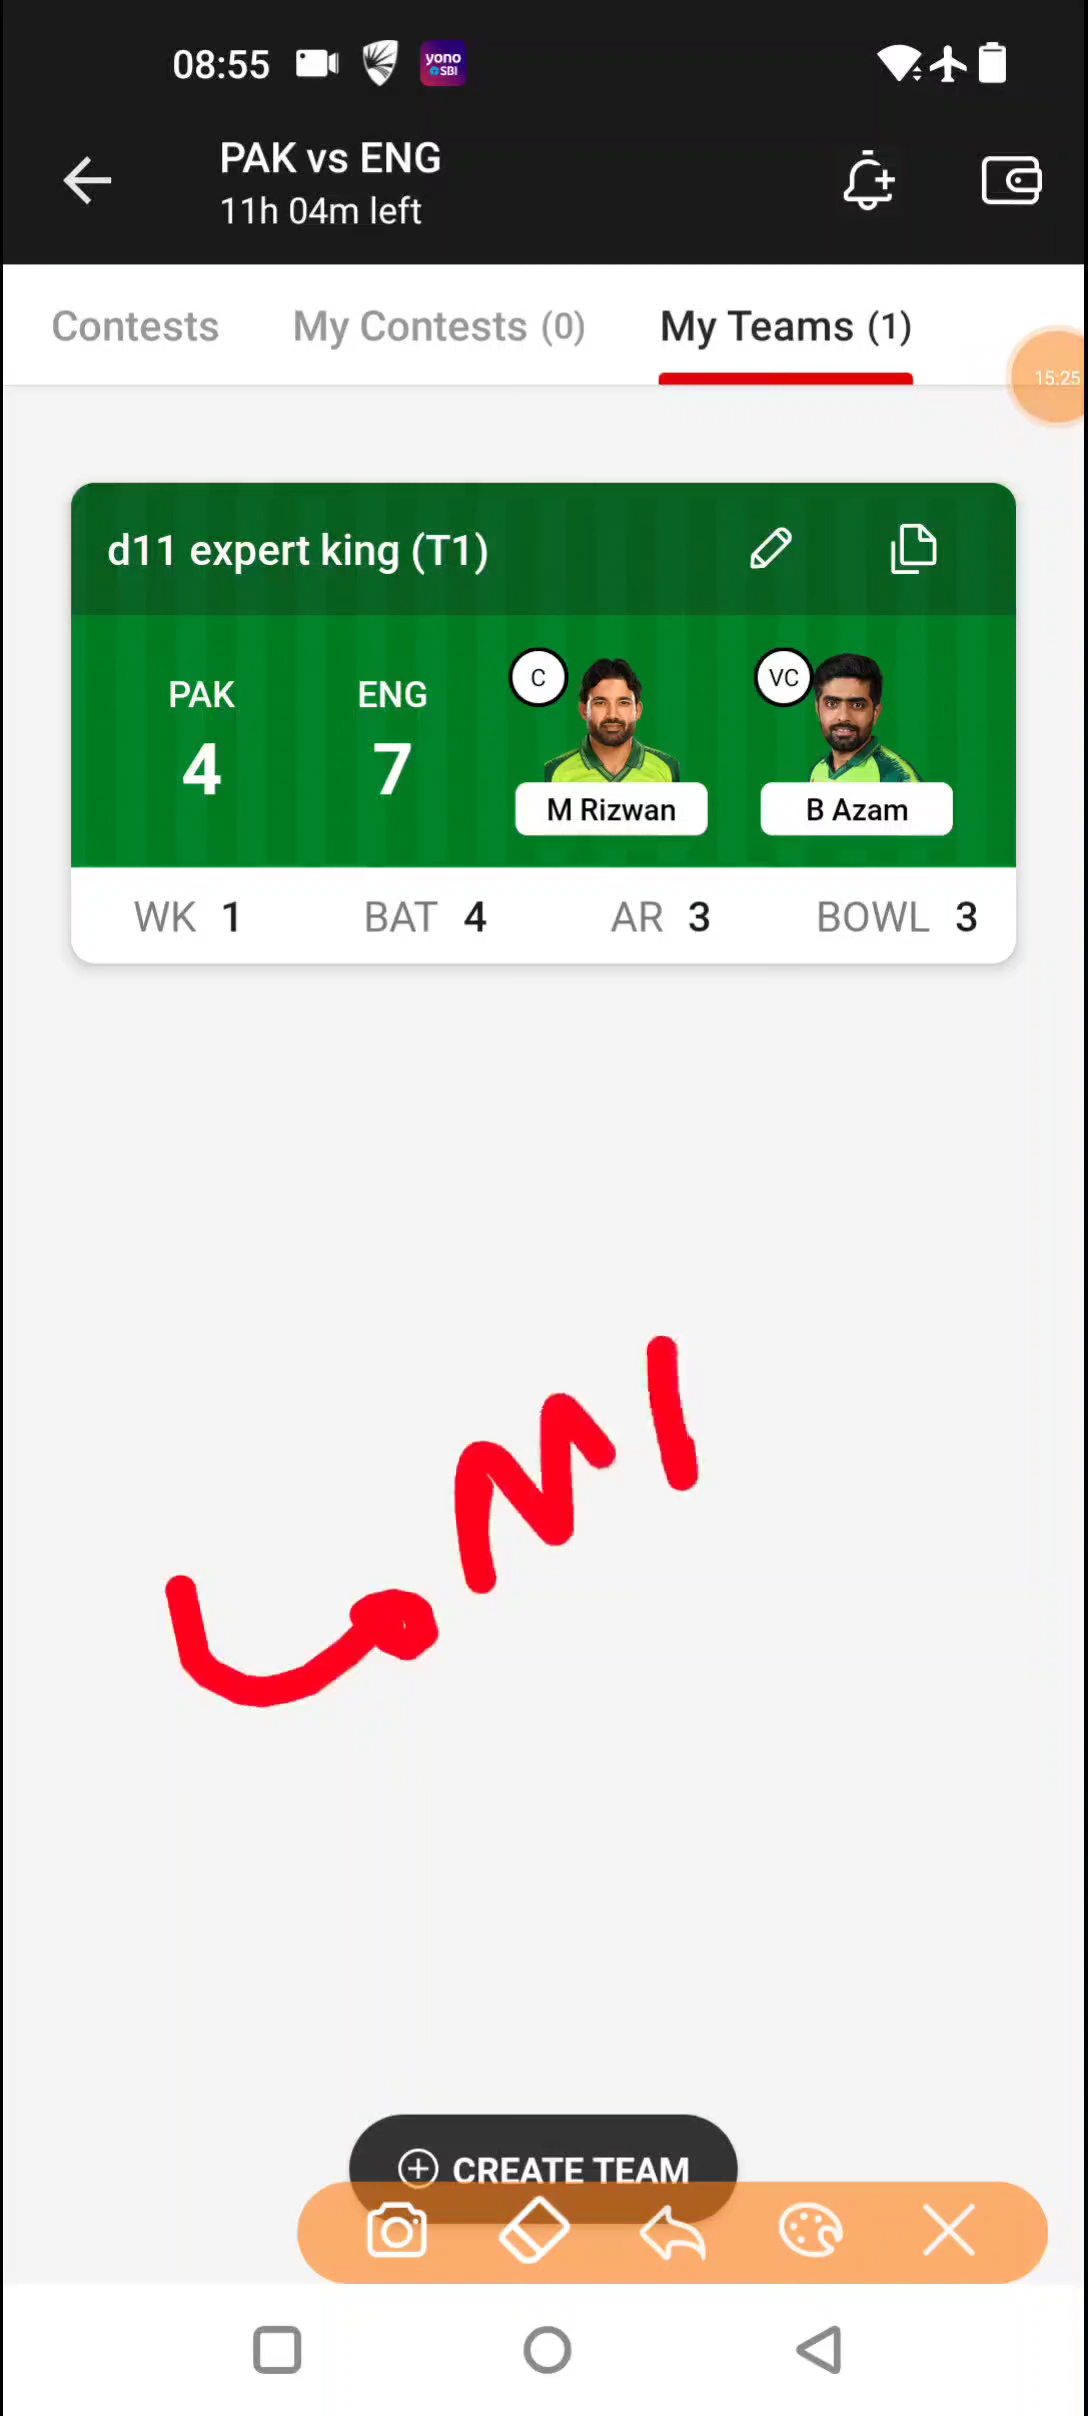 08:55
yono
SBI
PAK vs ENG
11h 04m left
Contests
My Contests (0)
My Teams (1)
15:25
d11 expert king (T1)
PAK
ENG
C
VC
4
7
M Rizwan
B Azam
WK 1
BAT 4
AR 3
BOWL 3
CREATE TEAM